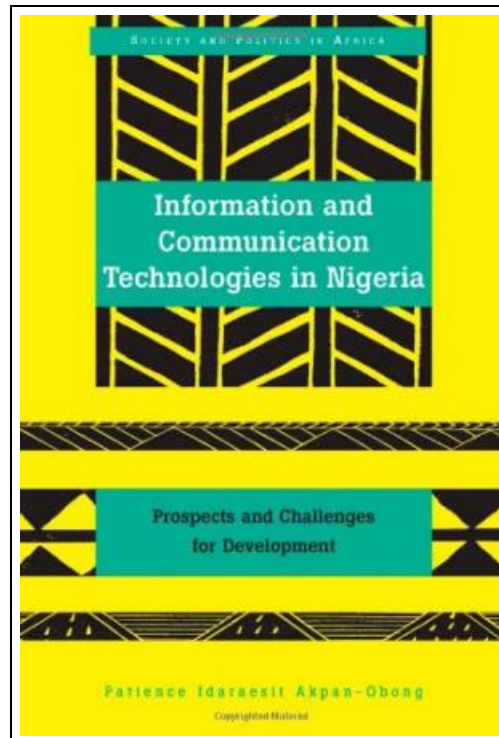 SOCIETY AND POLITICS IN AFRICA
Information and
Communication
Technologies in Nigeria
Prospects and Challenges
for Development
Patience Idaraesit Akpan-Obong
Copyrighted Material